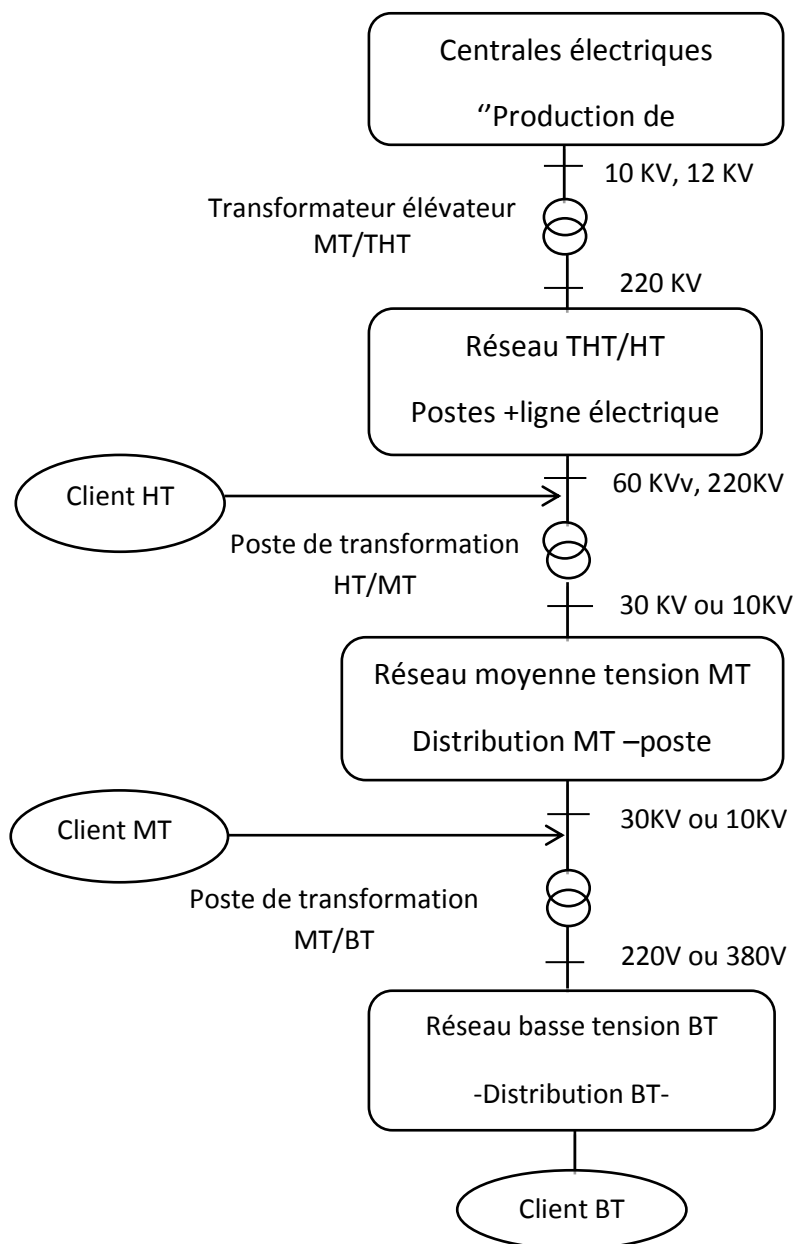 Centrales électriques
‘’Production de
10 KV, 12 KV
Transformateur élévateur
MT/THT
220 KV
Réseau THT/HT
Postes +ligne électrique
Client HT
60 KVv, 220KV
Poste de transformation
HT/MT
30 KV ou 10KV
Réseau moyenne tension MT
Distribution MT –poste
Client MT
30KV ou 10KV
Poste de transformation
MT/BT
220V ou 380V
Réseau basse tension BT
-Distribution BT-
Client BT